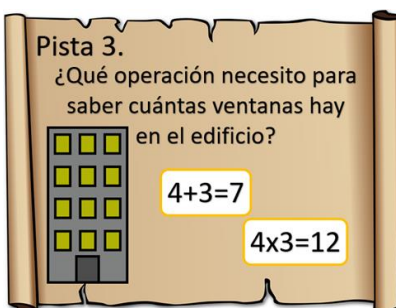 Pista 3.
¿Qué operación necesito para
saber cuántas ventanas hay
en el edificio?
4+3=7
4x3=12